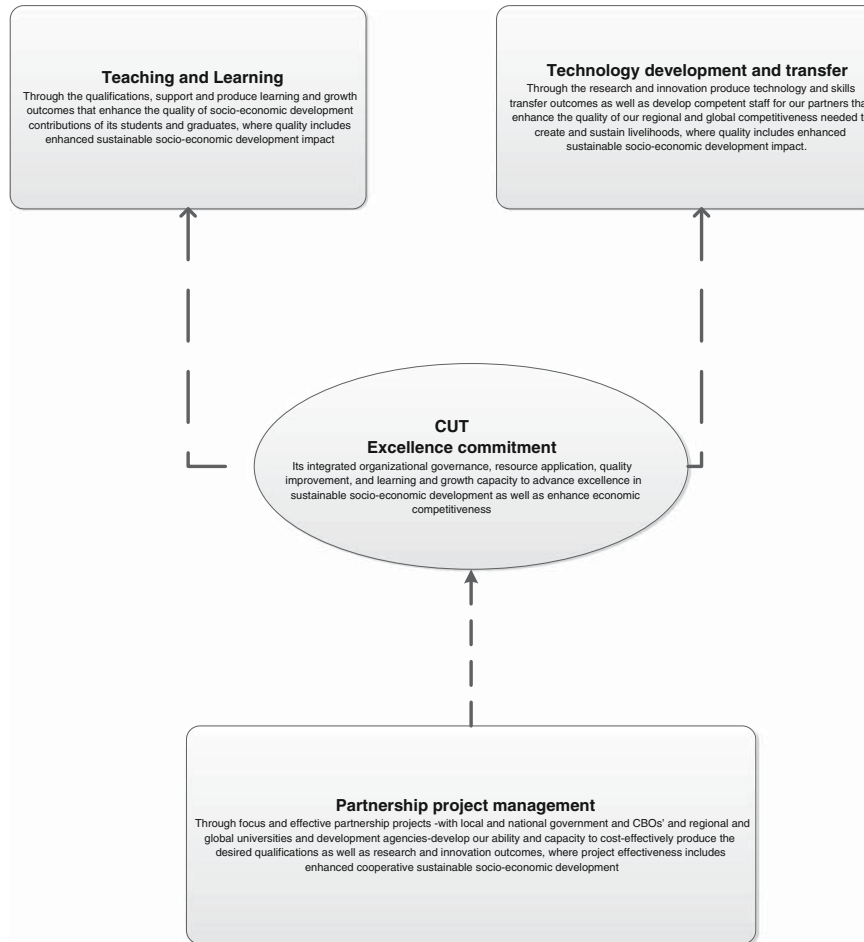 Teaching and Learning
Through the qualifications, support and produce learning and growth
outcomes that enhance the quality of socio-economic development
contributions of its students and graduates, where quality includes
enhanced sustainable socio-economic development impact
Technology development and transfer
Through the research and innovation produce technology and skills
transfer outcomes as well as develop competent staff for our partners tha
enhance the quality of our regional and global competitiveness needed t
create and sustain livelihoods, where quality includes enhanced
sustainable socio-economic development impact.
CUT
Excellence commitment
Its integrated organizational governance, resource application, quality
improvement, and learning and growth capacity to advance excellence in
sustainable socio-economic development as well as enhance economic
competitiveness
Partnership project management
Through focus and effective partnership projects -with local and national government and CBOs' and regional and
global universities and development agencies-develop our ability and capacity to cost-effectively produce the
desired qualifications as well as research and innovation outcomes, where project effectiveness includes
enhanced cooperative sustainable socio-economic development